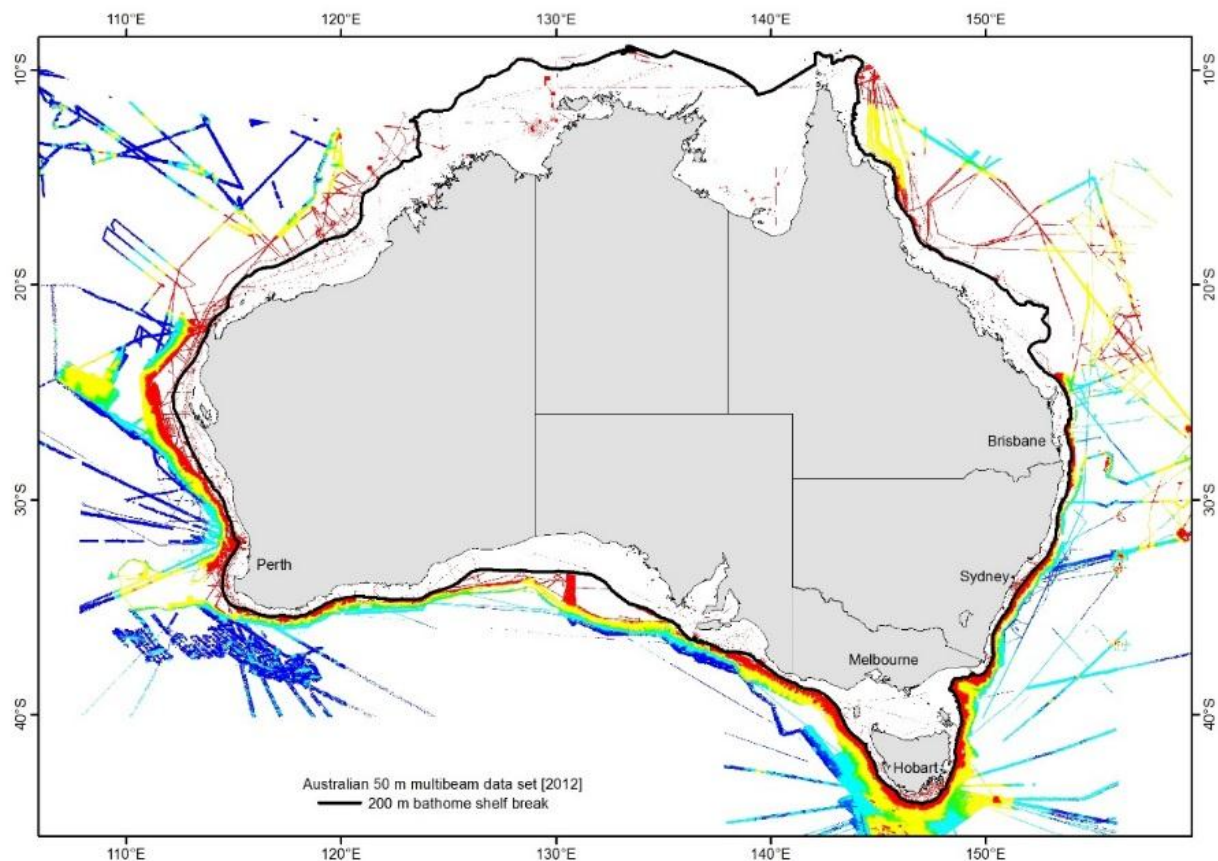 110°E 120°E 130°E 140°E 150°E
10°S 10°S
20°S 20°S
Brisbane
30°S 30°S
Perth
Sydney
Melbourne
40°S 40°S
Hobart
Australian 50 m multibeam data set [2012]
200 m bathome shelf break
110°E 120°E 130°E 140°E 150°E